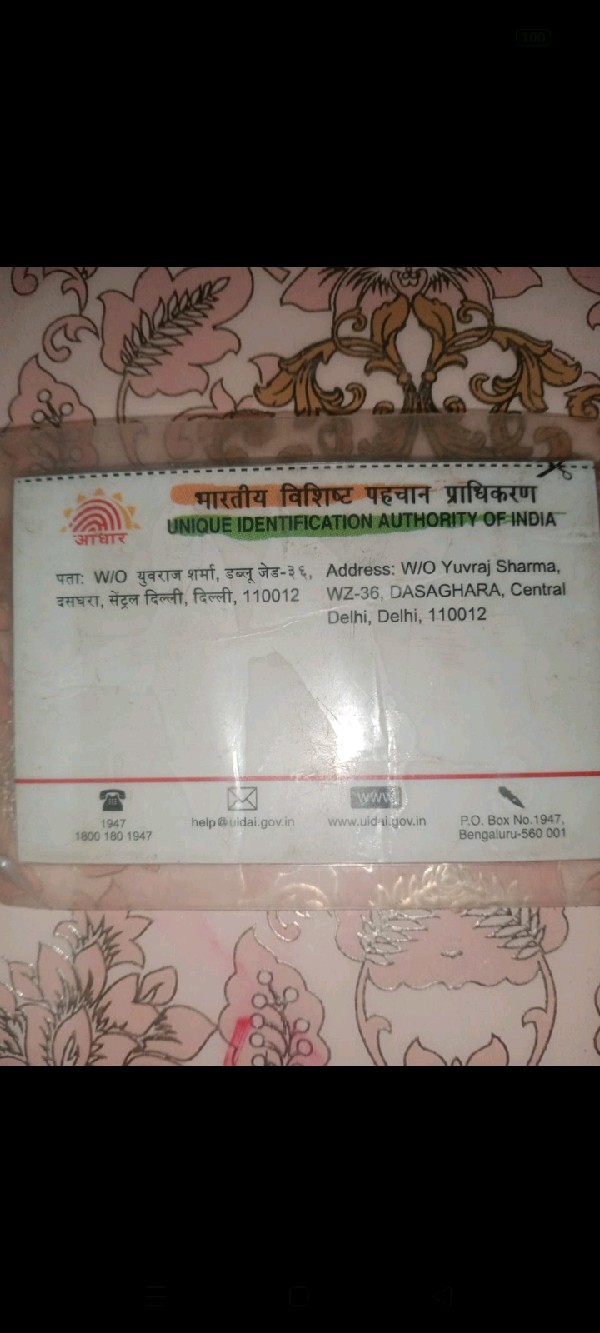 100
भारतीय विशिष्ट पहचान प्राधिकरण
UNIQUE IDENTIFICATION AUTHORITY OF INDIA
आधार
पता: W/O युवराज शर्मा, डब्लू जेड-३६,
दसघरा, सेंट्रल दिल्ली, दिल्ली, 110012
Address: W/O Yuvraj Sharma,
WZ-36, DASAGHARA, Central
Delhi, Delhi, 110012
1947
1800 180 1947
help@uidai.gov.in
www
www.uidai.gov.in
P.O. Box No.1947,
Bengaluru-560 001